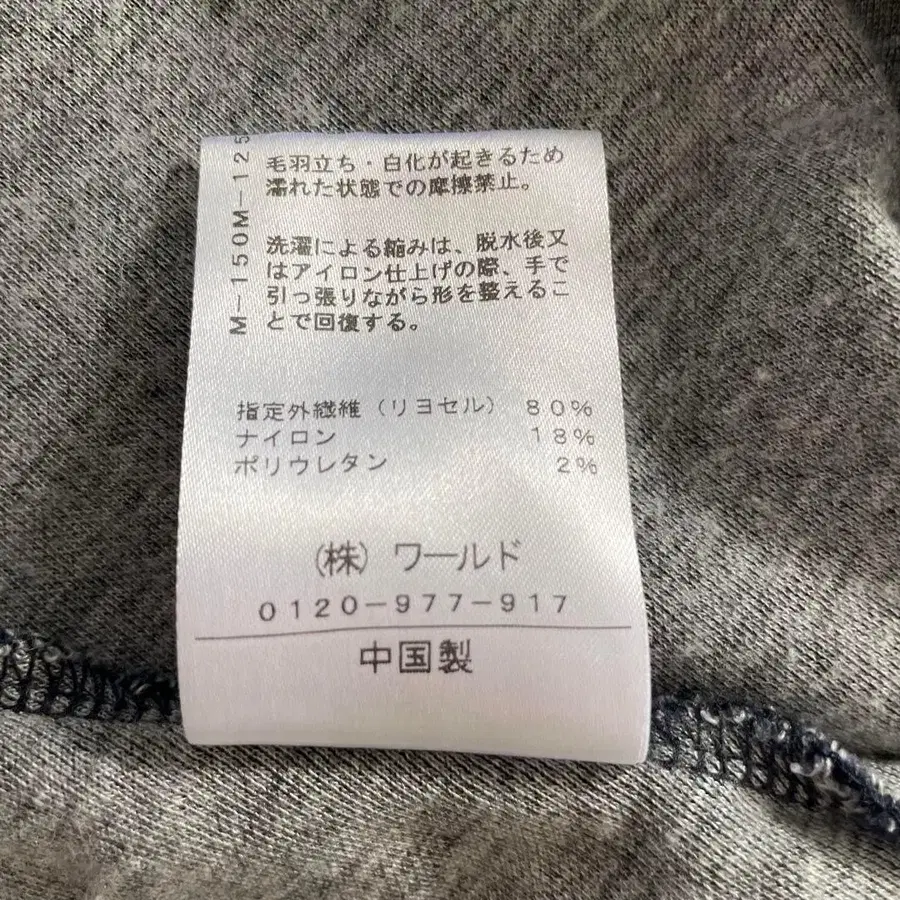 毛羽立ち・白化が起きるため
濡れた状態での摩擦禁止。
洗濯による縮みは、脱水後又
はアイロン仕上げの際、手で
引っ張りながら形を整えるこ
とで回復する。
M-150M-125
指定外繊維（リヨセル） 80%
ナイロン 18%
ポリウレタン 2%
（株）ワールド
0120-977-917
中国製